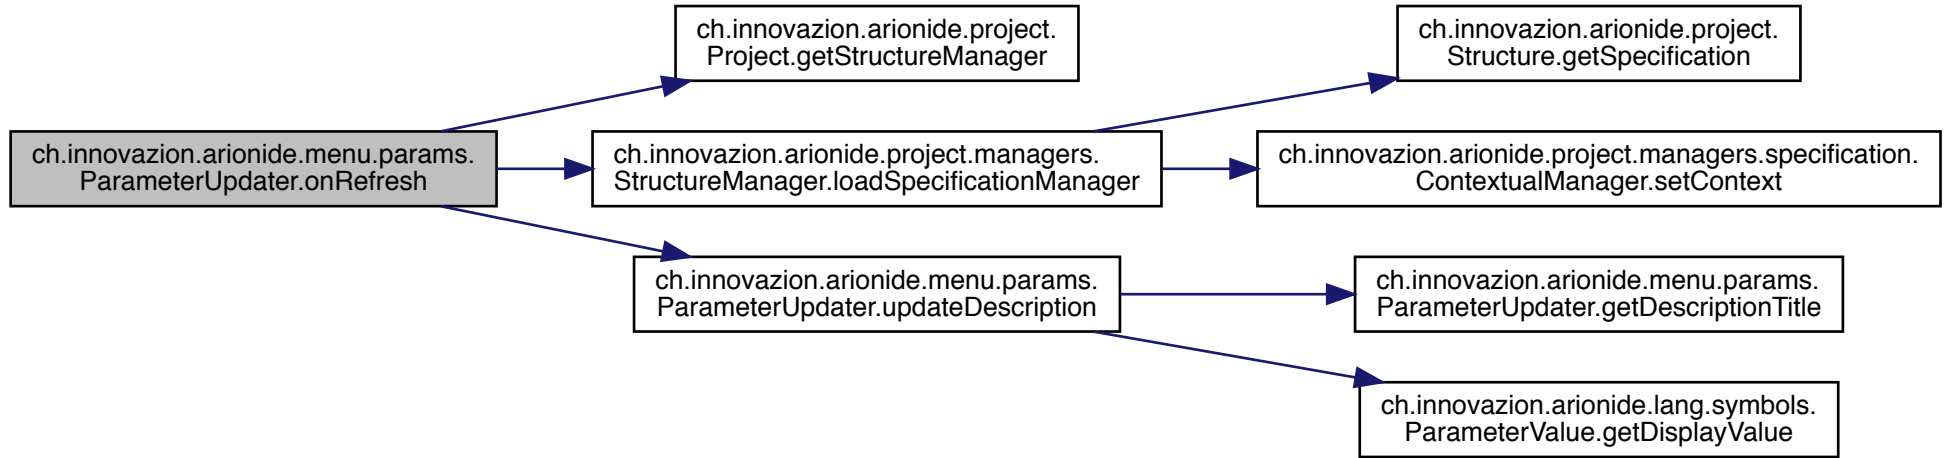 ch.innovazion.arionide.menu.params.
ParameterUpdater.onRefresh
ch.innovazion.arionide.project.
Project.getStructureManager
ch.innovazion.arionide.project.managers.
StructureManager.loadSpecificationManager
ch.innovazion.arionide.menu.params.
ParameterUpdater.updateDescription
ch.innovazion.arionide.project.
Structure.getSpecification
ch.innovazion.arionide.project.managers.specification.
ContextualManager.setContext
ch.innovazion.arionide.menu.params.
ParameterUpdater.getDescriptionTitle
ch.innovazion.arionide.lang.symbols.
ParameterValue.getDisplayValue